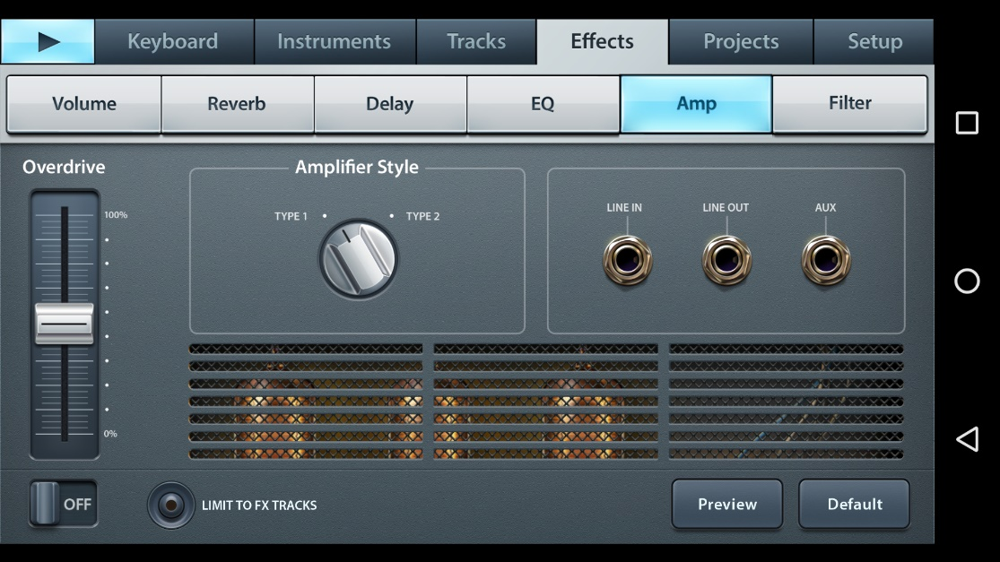 Keyboard Instruments Tracks Effects Projects Setup
Volume Reverb Delay EQ Amp Filter
Overdrive
100%
0%
Amplifier Style
TYPE 1 TYPE 2
LINE IN LINE OUT AUX
OFF
LIMIT TO FX TRACKS
Preview Default